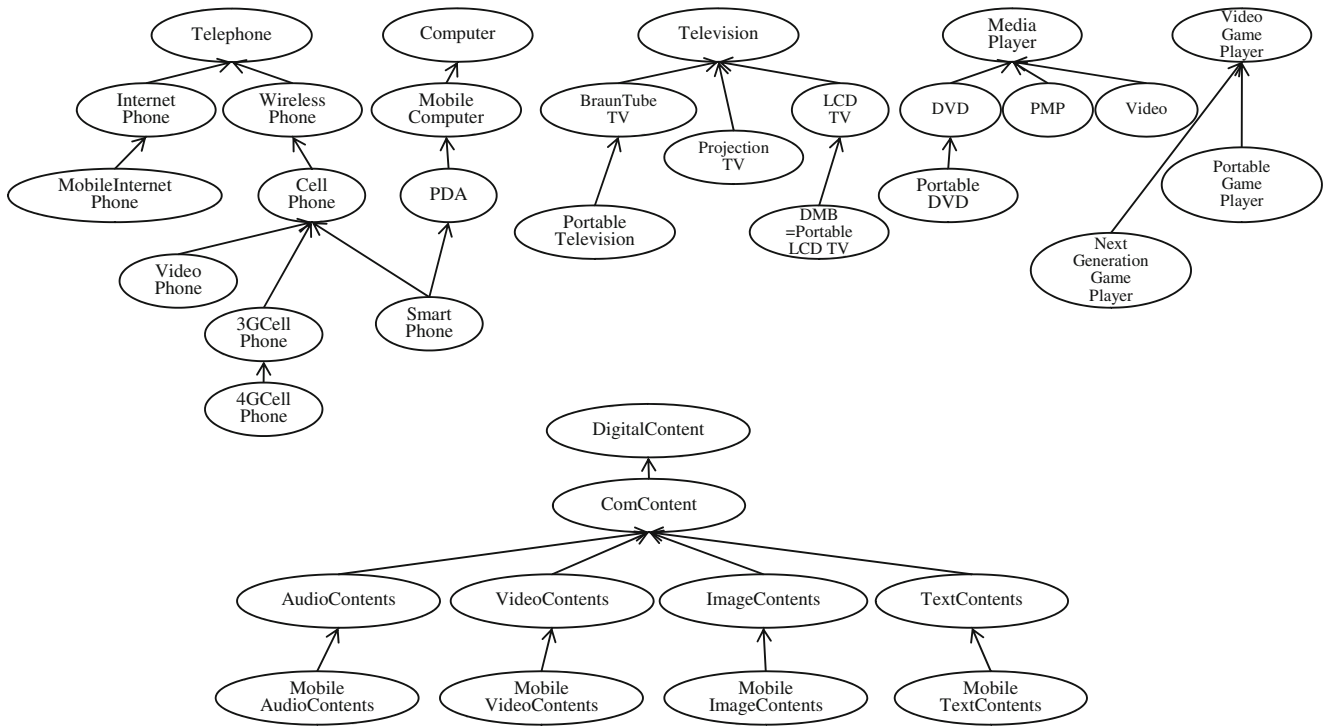 Telephone
Computer
Television
Media
Player
Video
Game
Player
Internet
Phone
Wireless
Phone
Mobile
Computer
BraunTube
TV
LCD
TV
DVD
PMP
Video
Projection
TV
MobileInternet
Phone
Cell
Phone
PDA
Portable
DVD
Portable
Game
Player
Portable
Television
DMB
=Portable
LCD TV
Video
Phone
Next
Generation
Game
Player
3GCell
Phone
Smart
Phone
4GCell
Phone
DigitalContent
ComContent
AudioContents
VideoContents
ImageContents
TextContents
Mobile
AudioContents
Mobile
VideoContents
Mobile
ImageContents
Mobile
TextContents